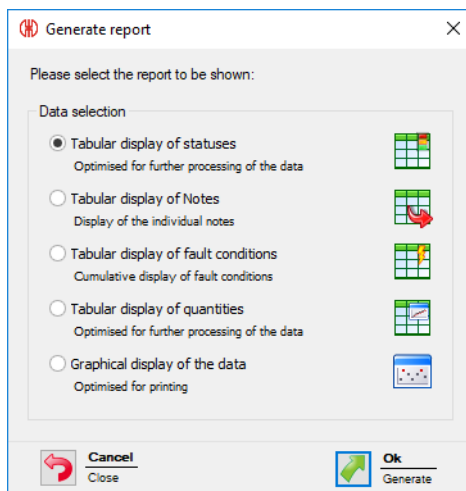 Generate report
Please select the report to be shown:
Data selection
Tabular display of statuses
Optimised for further processing of the data
Tabular display of Notes
Display of the individual notes
Tabular display of fault conditions
Cumulative display of fault conditions
Tabular display of quantities
Optimised for further processing of the data
Graphical display of the data
Optimised for printing
Cancel
Close
Ok
Generate